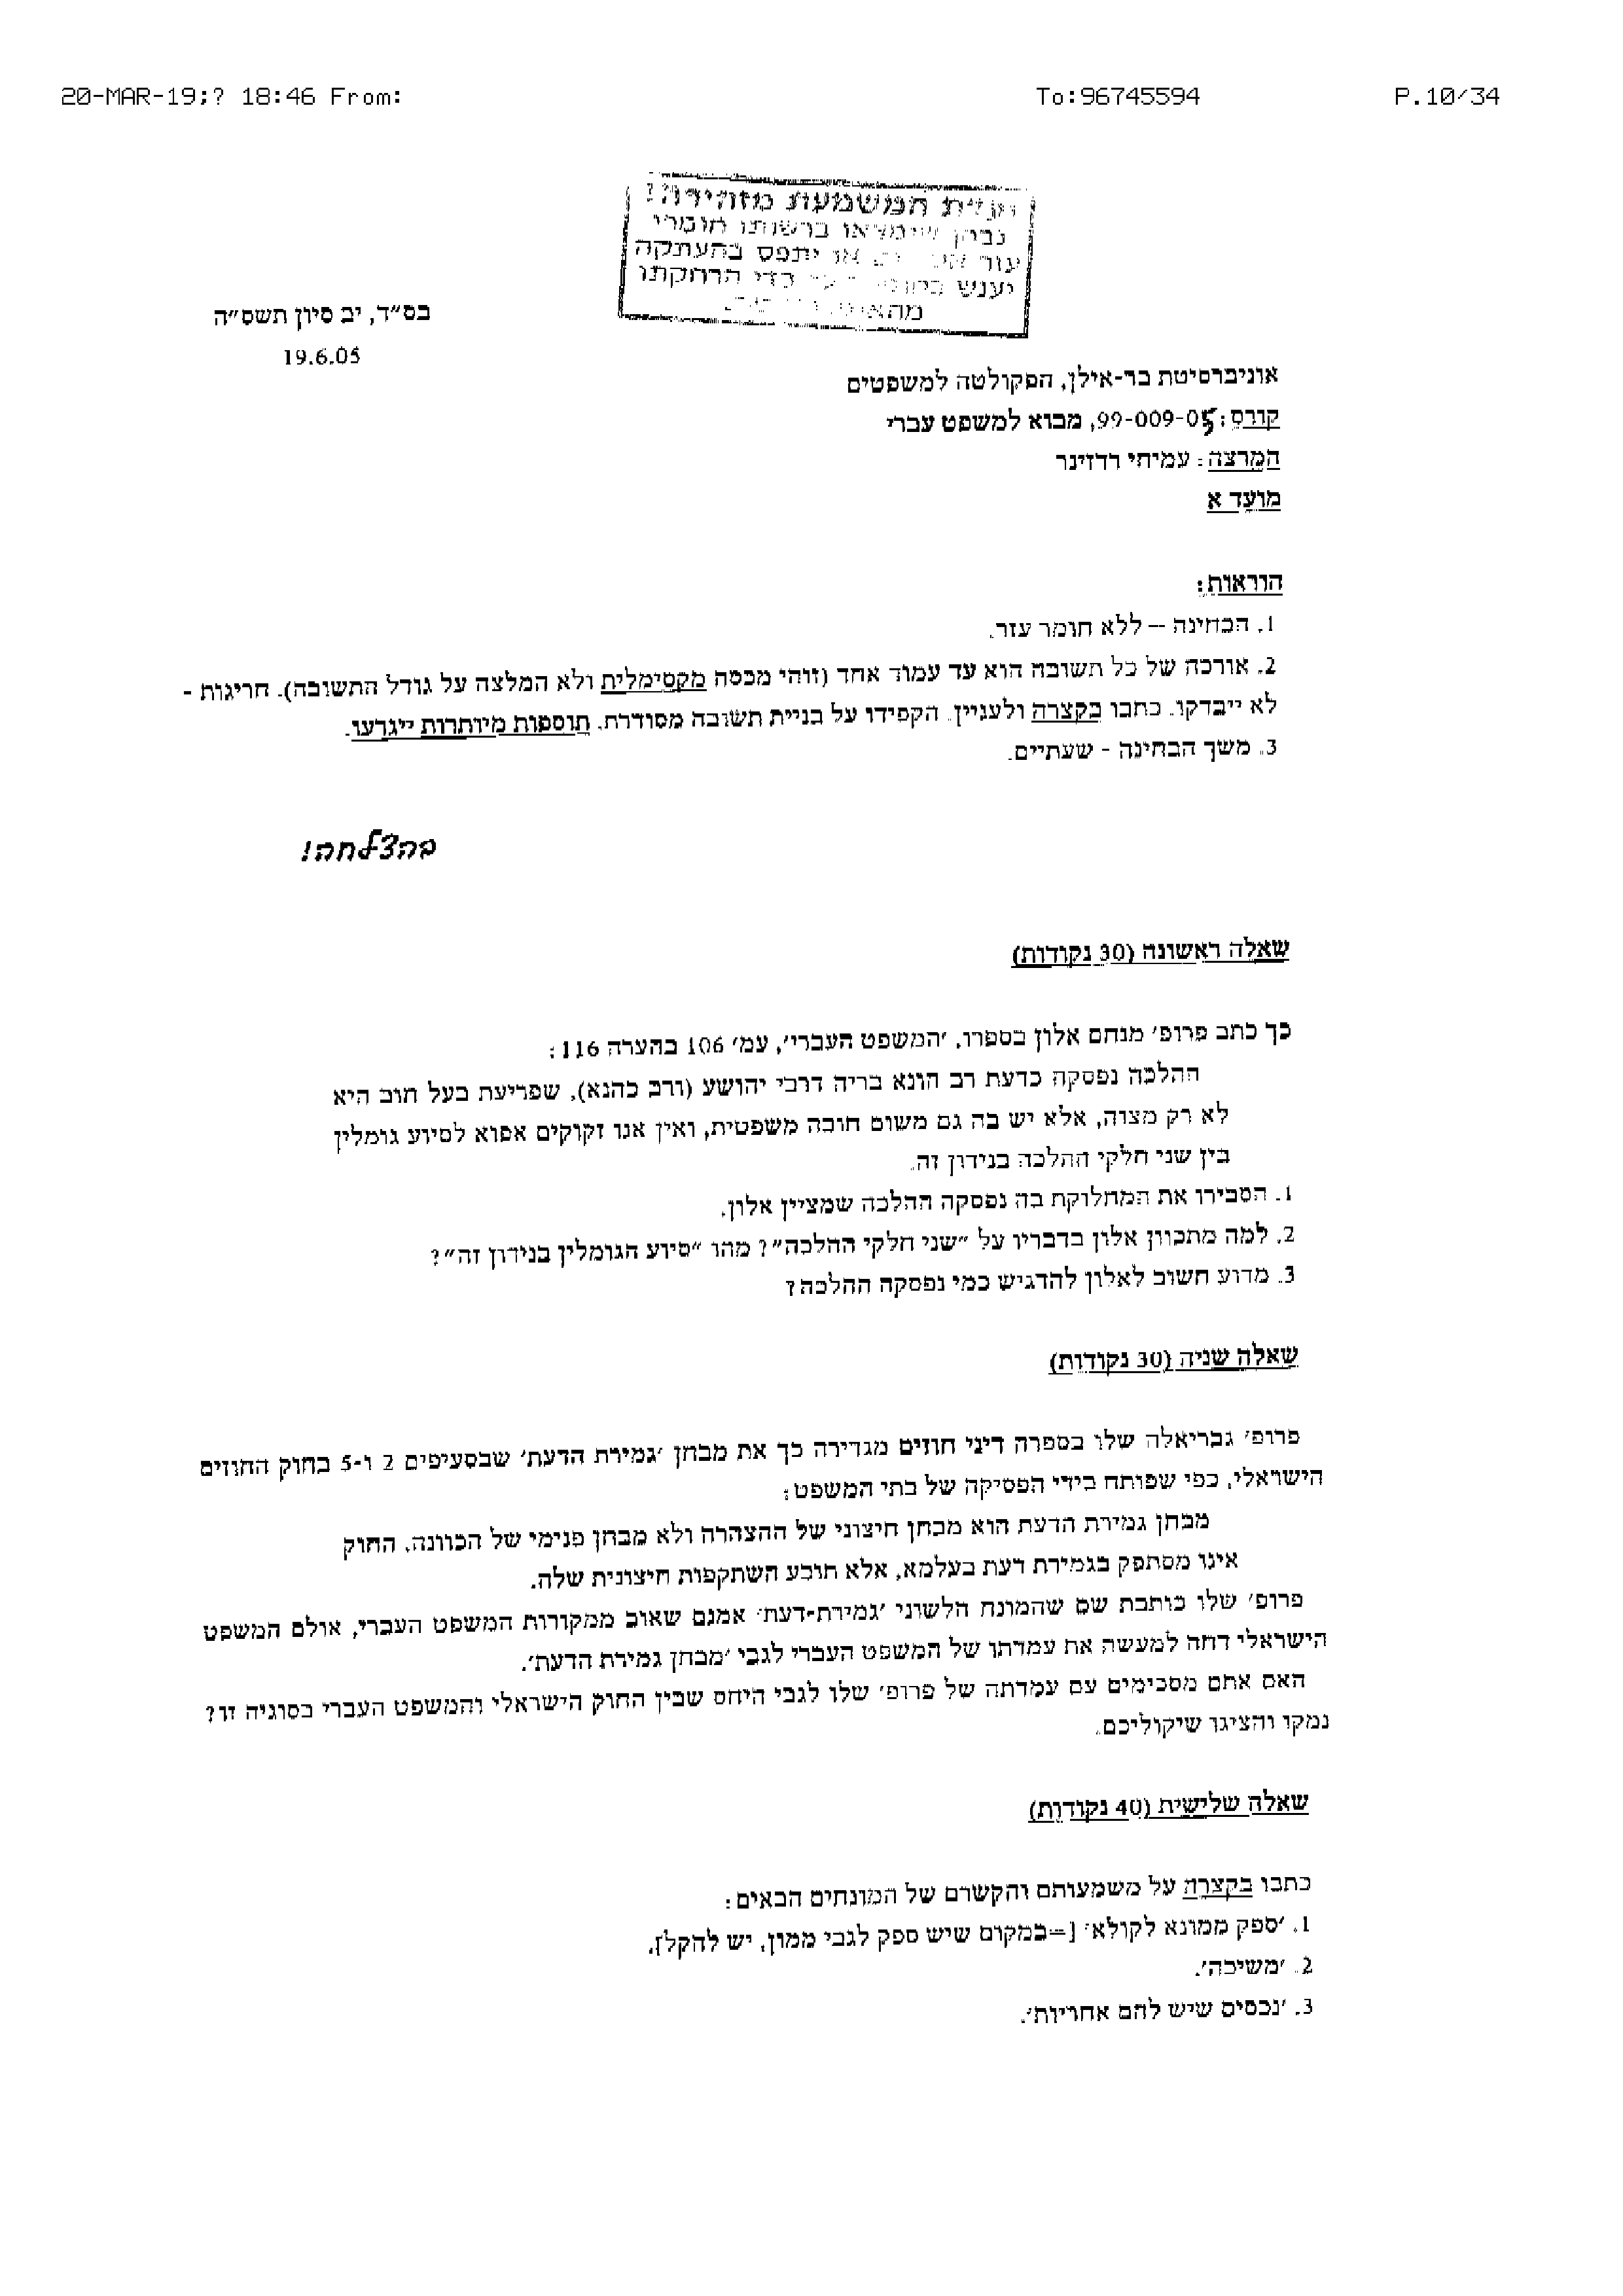 20-MAR-19;? 18:46 From: To:96745594 P.10/34
המשמעת מזהירה!
ברשותו חומרי
עזר או יתפס בהעתקה
יענש כדי הרחקתו
בס״ד, יב סיון תשס״ה
19.6.05
אוניברסיטת בר-אילן, הפקולטה למשפטים
קורס: 99-009-05, מבוא למשפט עברי
המרצה: עמיחי רדזינר
מועד א
הוראות:
1. הבחינה – ללא חומר עזר.
2. אורכה של כל תשובה הוא עד עמוד אחד (זוהי מכסה מקסימלית ולא המלצה על גודל התשובה). חריגות -
לא ייבדקו. כתבו בקצרה ולעניין. הקפידו על בניית תשובה מסודרת. תוספות מיותרות ייגרעו.
3. משך הבחינה - שעתיים.
בהצלחה!
שאלה ראשונה (30 נקודות)
כך כתב פרופ׳ מנחם אלון בספרו, ׳המשפט העברי׳, עמ׳ 106 בהערה 116:
ההלכה נפסקה כדעת רב הונא בריה דרבי יהושע (ורב כהנא), שפריעת בעל חוב היא
לא רק מצוה, אלא יש בה גם משום חובה משפטית, ואין אנו זקוקים אפוא לסיוע גומלין
בין שני חלקי ההלכה בנידון זה.
1. הסבירו את המחלוקת בה נפסקה ההלכה שמציין אלון.
2. למה מתכוון אלון בדבריו על ״שני חלקי ההלכה״? מהו ״סיוע הגומלין בנידון זה״?
3. מדוע חשוב לאלון להדגיש כמי נפסקה ההלכה?
שאלה שניה (30 נקודות)
פרופ׳ גבריאלה שלו בספרה דיני חוזים מגדירה כך את מבחן ׳גמירת הדעת׳ שבסעיפים 2 ו-5 בחוק החוזים
הישראלי, כפי שפותח בידי הפסיקה של בתי המשפט:
מבחן גמירת הדעת הוא מבחן חיצוני של ההצהרה ולא מבחן פנימי של הכוונה. החוק
אינו מסתפק בגמירת דעת בעלמא, אלא תובע השתקפות חיצונית שלה.
פרופ׳ שלו כותבת שם שהמונח הלשוני ׳גמירת-דעת׳ אמנם שאוב ממקורות המשפט העברי, אולם המשפט
הישראלי דחה למעשה את עמדתו של המשפט העברי לגבי ׳מבחן גמירת הדעת׳.
האם אתם מסכימים עם עמדתה של פרופ׳ שלו לגבי היחס שבין החוק הישראלי והמשפט העברי בסוגיה זו?
נמקו והציגו שיקוליכם.
שאלה שלישית (40 נקודות)
כתבו בקצרה על משמעותם והקשרם של המונחים הבאים:
1. ׳ספק ממונא לקולא׳ [=במקום שיש ספק לגבי ממון, יש להקל].
2. ׳משיכה׳.
3. ׳נכסים שיש להם אחריות׳.